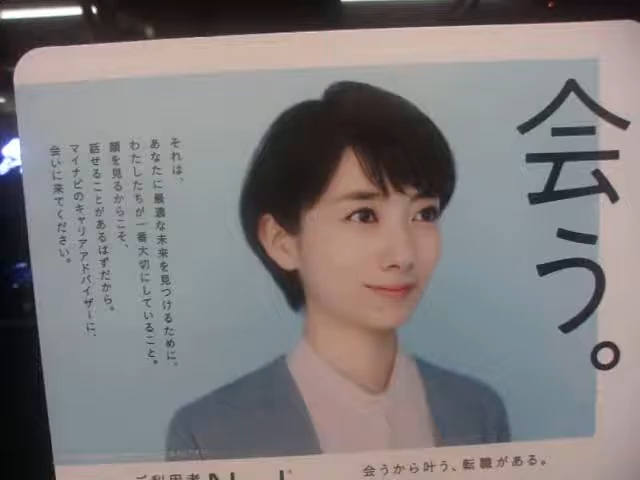 会う。
それは、
あなたに最適な未来を見つけるために、
わたしたちが一番大切にしていること。
顔を見るからこそ、
話せることがあるはずだから。
マイナビのキャリアアドバイザーに、
会いに来てください。
会うから叶う、転職がある。
ご利用者